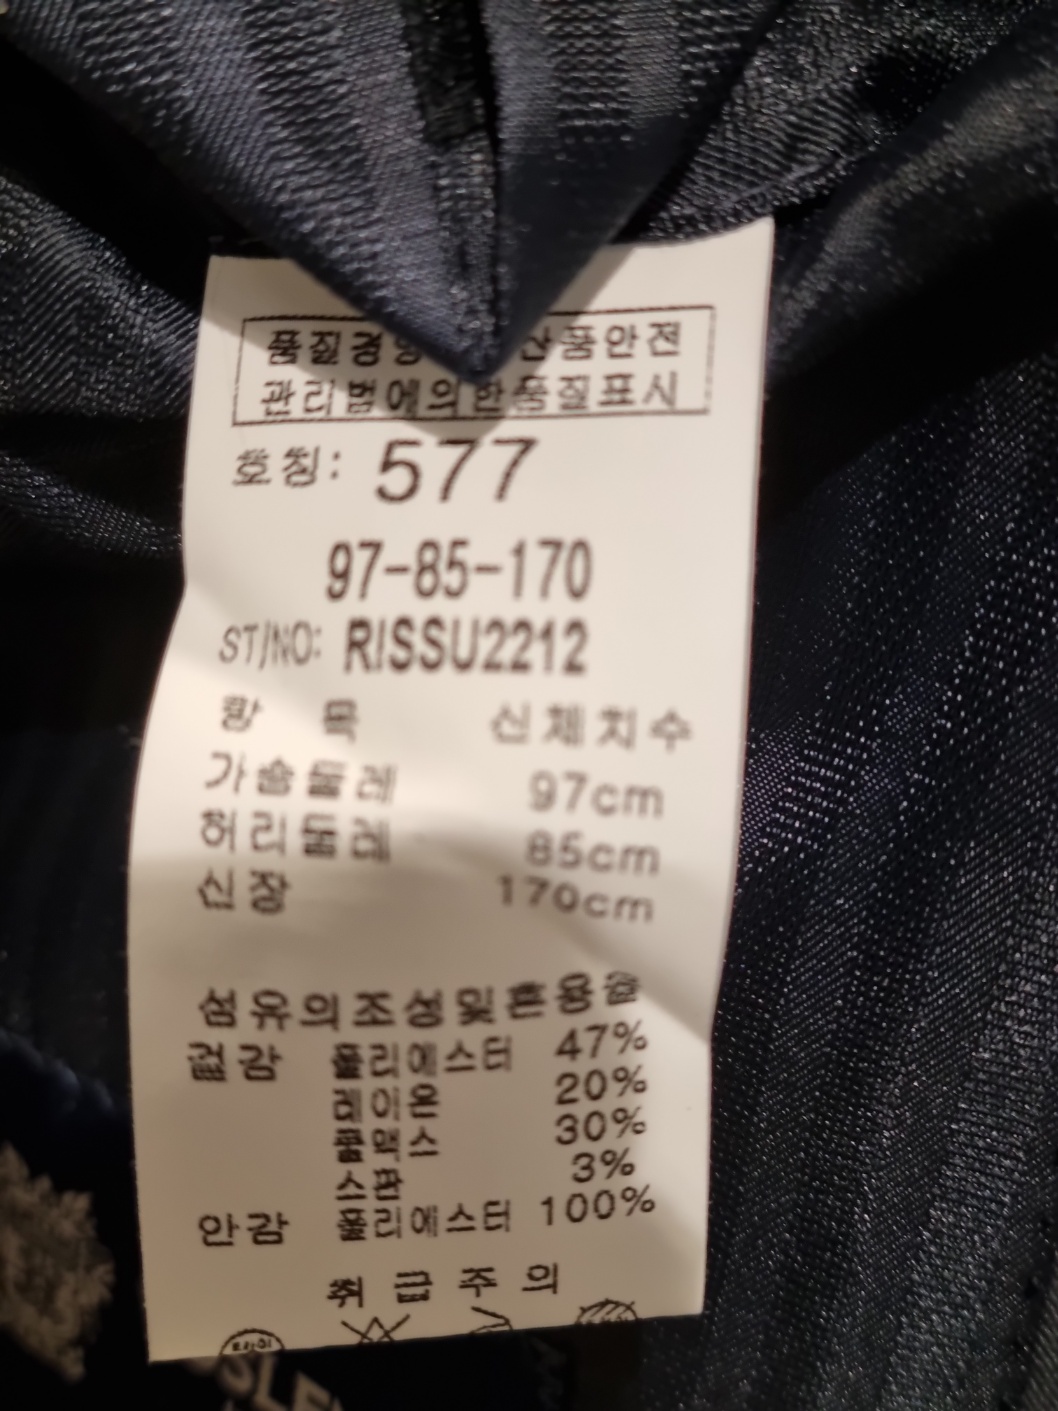 품질경영 산품안전
관리법에의한품질표시
호칭: 577
97-85-170
ST/NO: RISSU2212
항 목 신체치수
가슴둘레 97cm
허리둘레 85cm
신장 170cm
섬유의조성및혼용율
겉감 폴리에스터 47%
레이온 20%
쿨맥스 30%
스판 3%
안감 폴리에스터 100%
취급주의